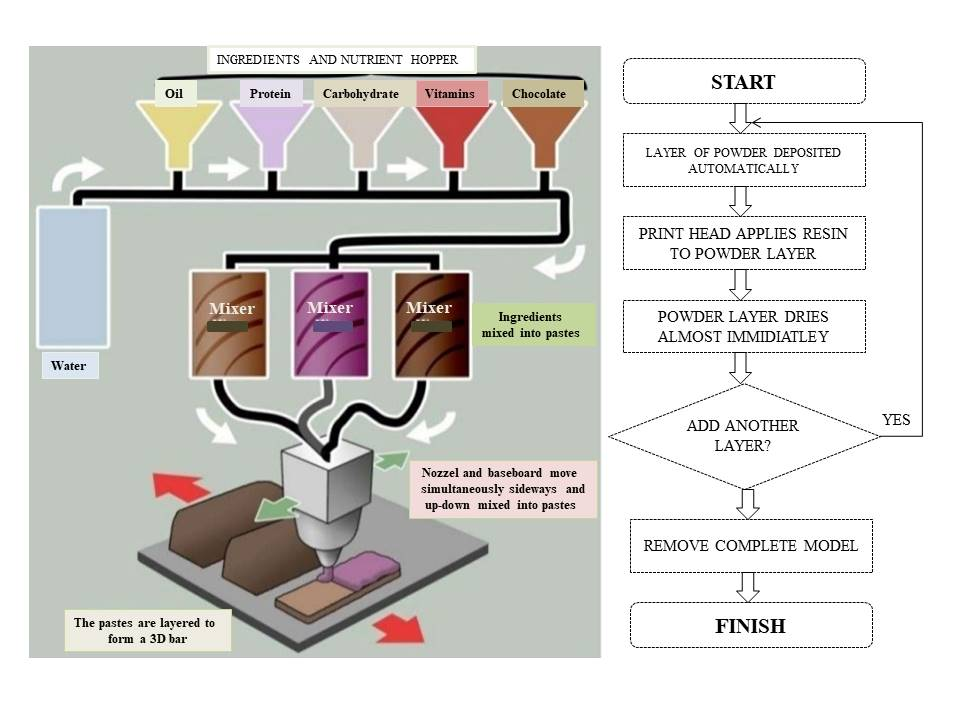 INGREDIENTS AND NUTRIENT HOPPER
Oil
Protein
Carbohydrate
Vitamins
Chocolate
Water
Mixer
Mixer
Mixer
Ingredients
mixed into pastes
Nozzel and baseboard move
simultaneously sideways and
up-down mixed into pastes
The pastes are layered to
form a 3D bar
START
LAYER OF POWDER DEPOSITED
AUTOMATICALLY
PRINT HEAD APPLIES RESIN
TO POWDER LAYER
POWDER LAYER DRIES
ALMOST IMMIDIATLEY
ADD ANOTHER
LAYER?
YES
REMOVE COMPLETE MODEL
FINISH